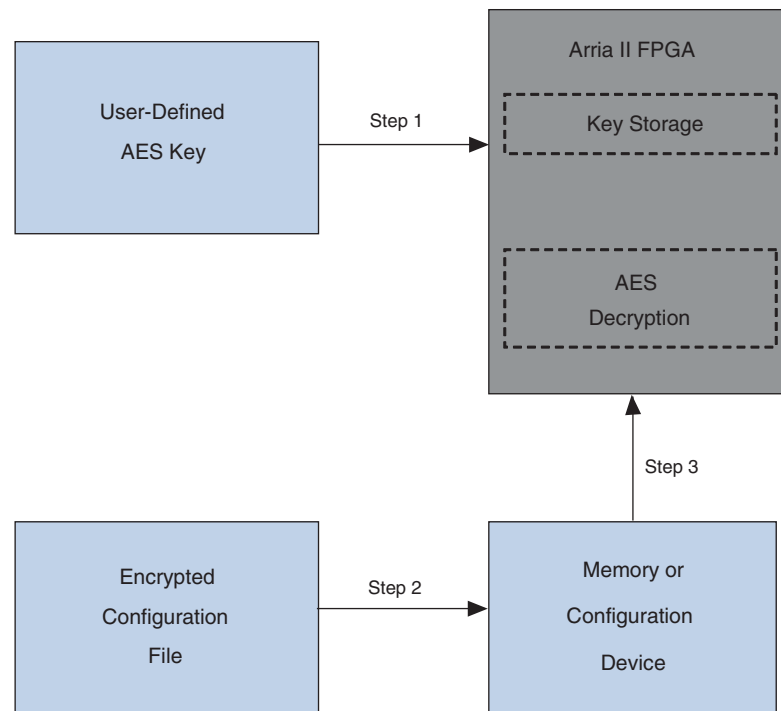 User-Defined
AES Key
Step 1
Arria II FPGA
Key Storage
AES
Decryption
Step 3
Encrypted
Configuration
File
Step 2
Memory or
Configuration
Device